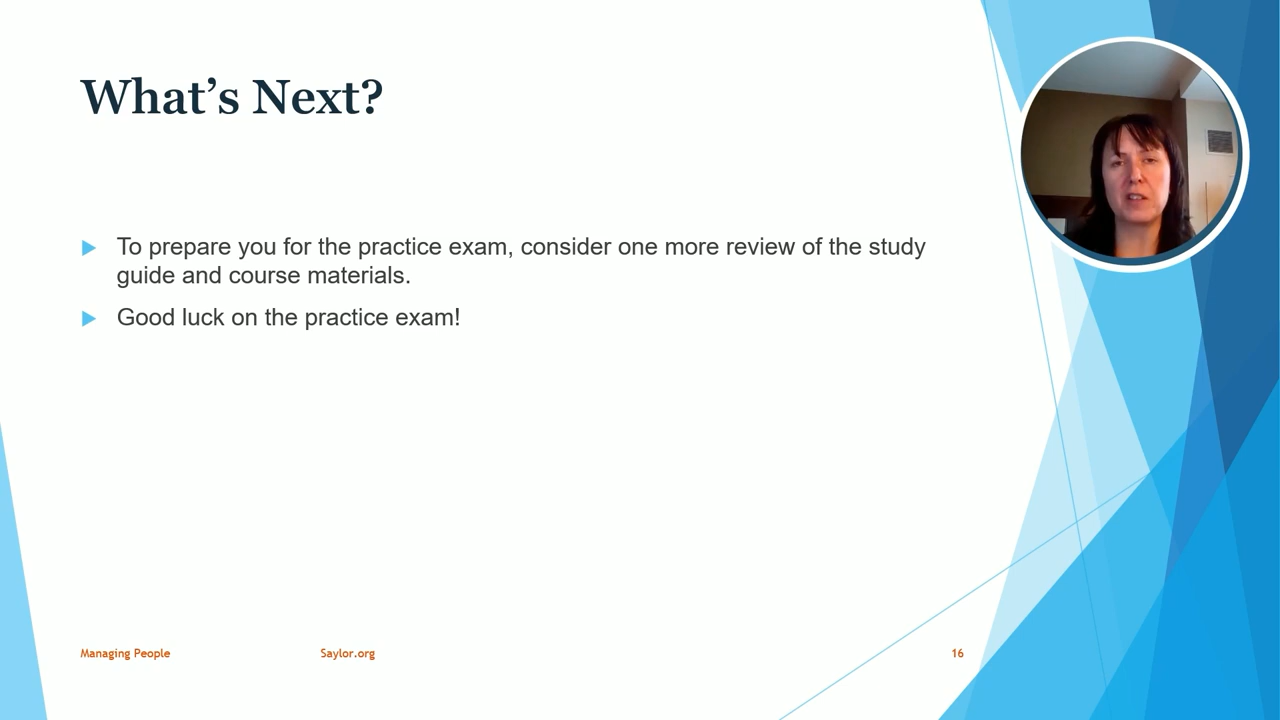 What’s Next?
To prepare you for the practice exam, consider one more review of the study
guide and course materials.
Good luck on the practice exam!
Managing People
Saylor.org
16